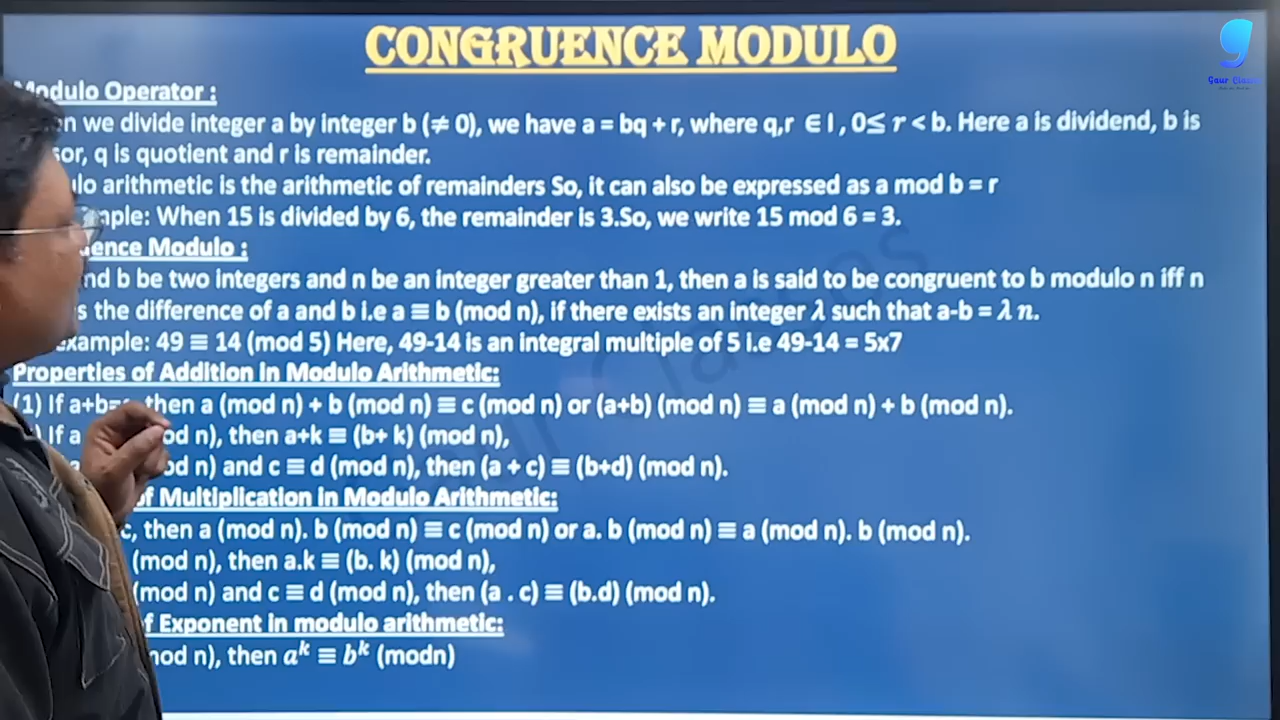 CONGRUENCE MODULO
Modulo Operator :
we divide integer a by integer b (≠ 0), we have a = bq + r, where q,r ∈ I , 0≤ r < b. Here a is dividend, b is
q is quotient and r is remainder.
arithmetic is the arithmetic of remainders So, it can also be expressed as a mod b = r
When 15 is divided by 6, the remainder is 3.So, we write 15 mod 6 = 3.
Modulo :
b be two integers and n be an integer greater than 1, then a is said to be congruent to b modulo n iff n
the difference of a and b i.e a ≡ b (mod n), if there exists an integer λ such that a-b = λ n.
example: 49 ≡ 14 (mod 5) Here, 49-14 is an integral multiple of 5 i.e 49-14 = 5x7
Properties of Addition in Modulo Arithmetic:
(1) If a+b= then a (mod n) + b (mod n) ≡ c (mod n) or (a+b) (mod n) ≡ a (mod n) + b (mod n).
If a n), then a+k ≡ (b+ k) (mod n),
n) and c ≡ d (mod n), then (a + c) ≡ (b+d) (mod n).
of Multiplication in Modulo Arithmetic:
c, then a (mod n). b (mod n) ≡ c (mod n) or a. b (mod n) ≡ a (mod n). b (mod n).
(mod n), then a.k ≡ (b. k) (mod n),
(mod n) and c ≡ d (mod n), then (a . c) ≡ (b.d) (mod n).
of Exponent in modulo arithmetic:
n), then aᵏ ≡ bᵏ (modn)
Gaur Classes